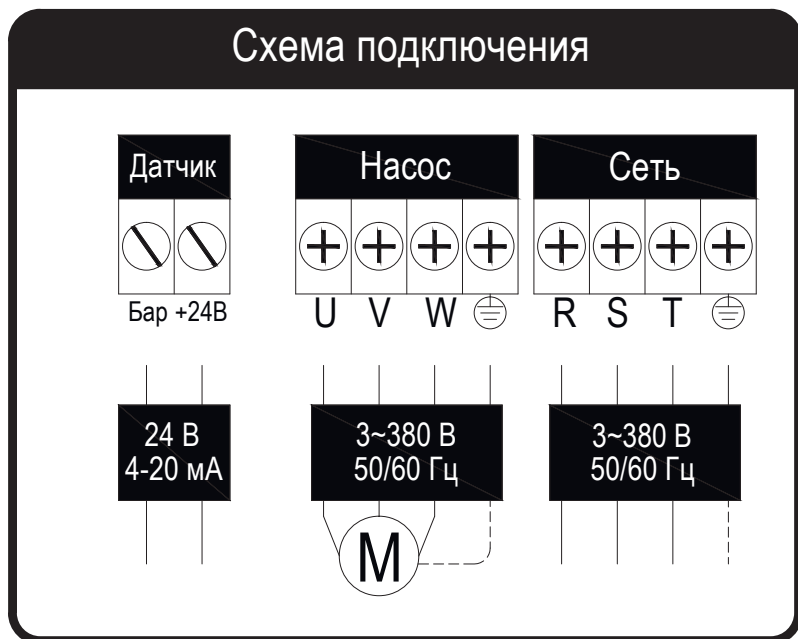 Схема подключения
Датчик
Насос
Сеть
Бар +24В
U V W
R S T
24 В
4-20 мА
3~380 В
50/60 Гц
3~380 В
50/60 Гц
M